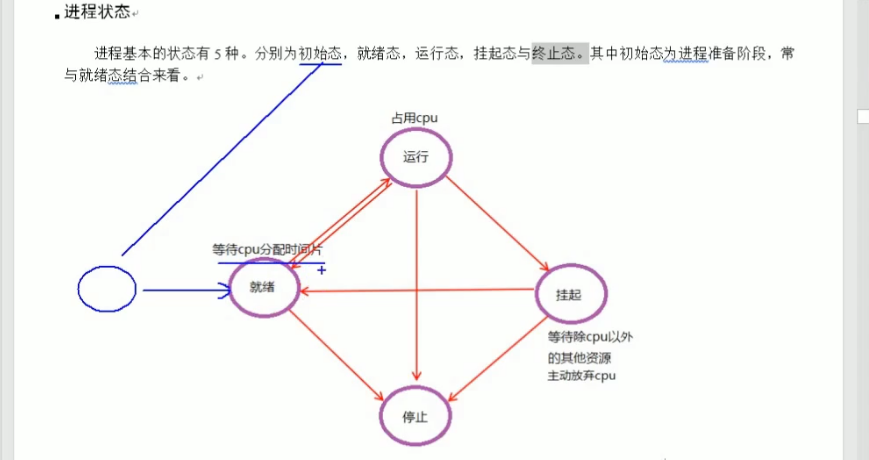 进程状态
进程基本的状态有 5 种。分别为初始态，就绪态，运行态，挂起态与终止态。其中初始态为进程准备阶段，常
与就绪态结合来看。
占用cpu
运行
等待cpu分配时间片
就绪
挂起
等待除cpu以外
的其他资源
主动放弃cpu
停止